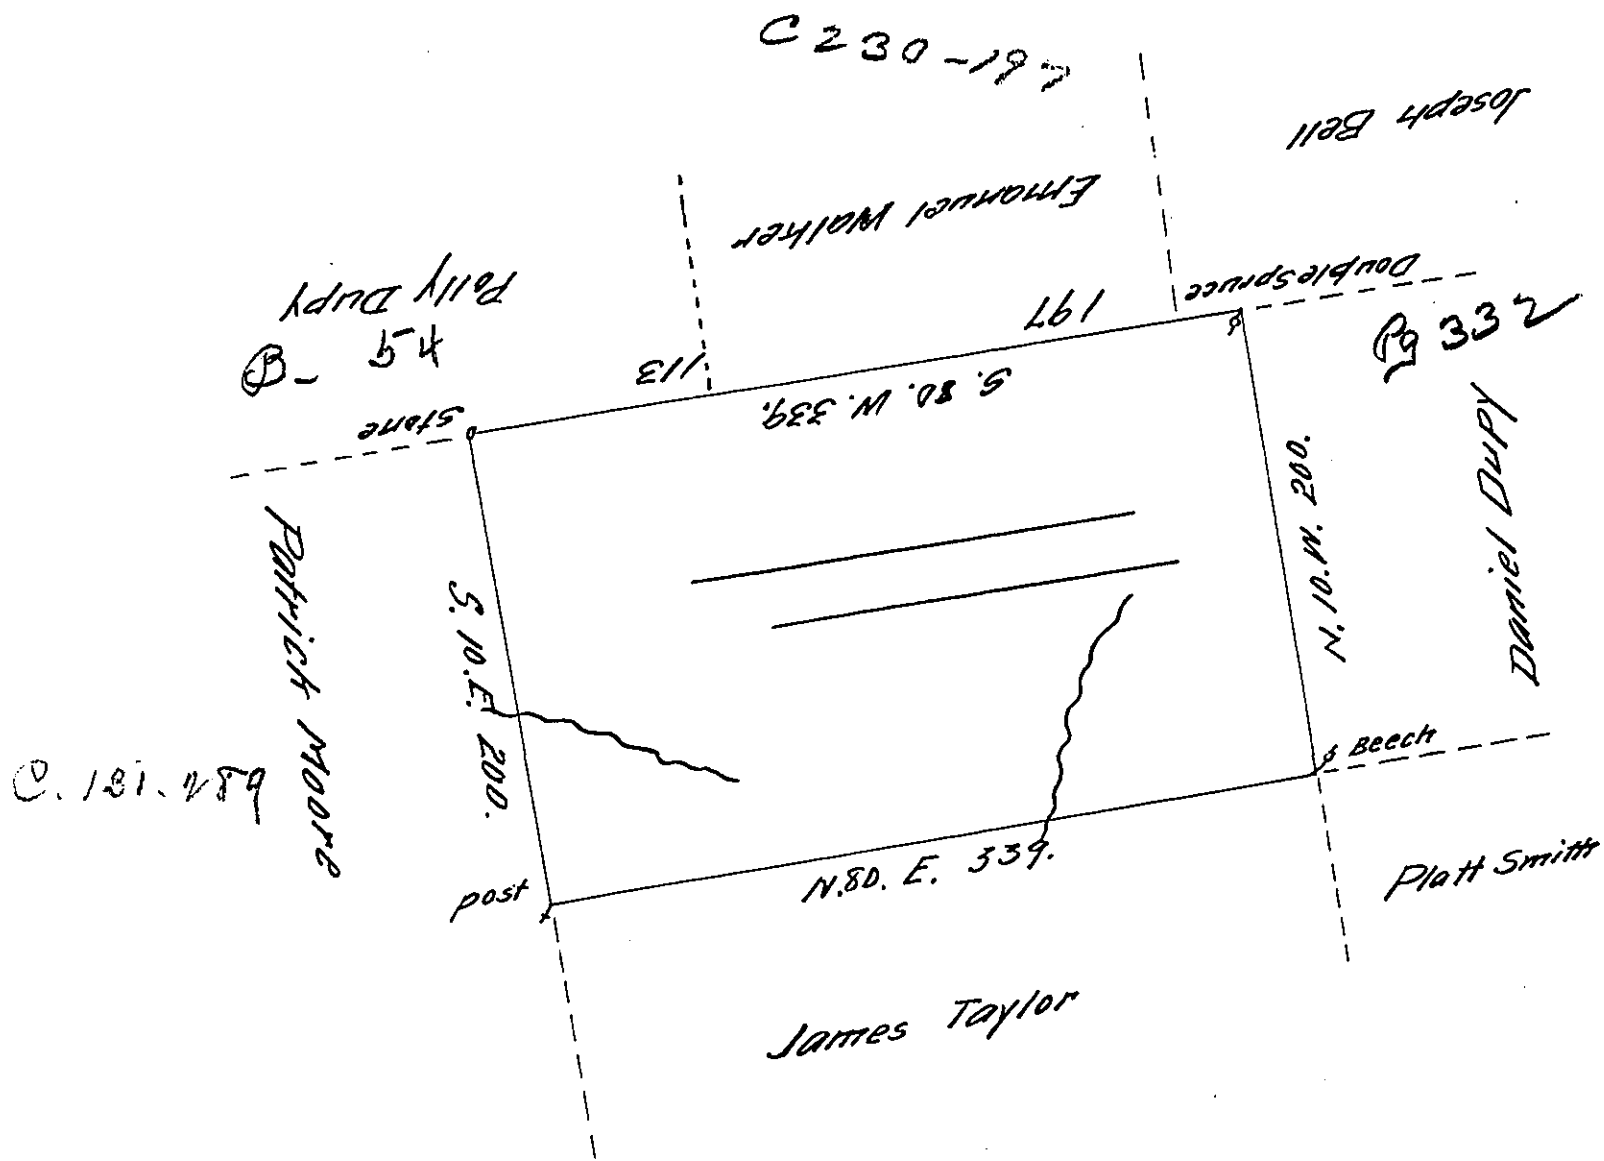 C 230-197
Joseph Bell
Emanuel Walker
Polly Dupy
B- 54
Double Spruce
Pg 332
197
113
S. 80. W. 339.
Stone
Patrick Moore
S. 10. E. 200.
N. 10. W. 200.
Daniel Dupy
Beech
C.
Platt Smith
post
N. 80. E. 339.
James Taylor